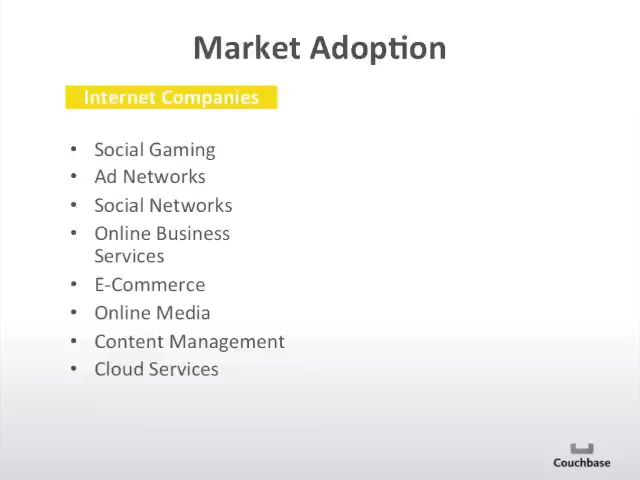 Market Adoption
Internet Companies
• Social Gaming
• Ad Networks
• Social Networks
• Online Business
Services
• E-Commerce
• Online Media
• Content Management
• Cloud Services
Couchbase